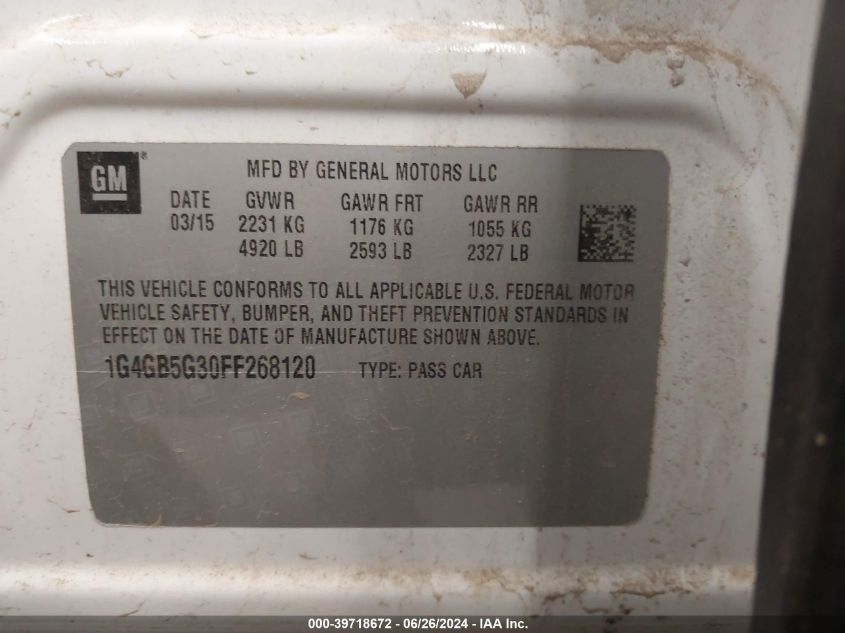 GM ® MFD BY GENERAL MOTORS LLC
DATE GVWR GAWR FRT GAWR RR
03/15 2231 KG 1176 KG 1055 KG
4920 LB 2593 LB 2327 LB
THIS VEHICLE CONFORMS TO ALL APPLICABLE U.S. FEDERAL MOTOR
VEHICLE SAFETY, BUMPER, AND THEFT PREVENTION STANDARDS IN
EFFECT ON THE DATE OF MANUFACTURE SHOWN ABOVE.
1G4GB5G30FF268120 TYPE: PASS CAR
000-39718672 - 06/26/2024 - IAA Inc.